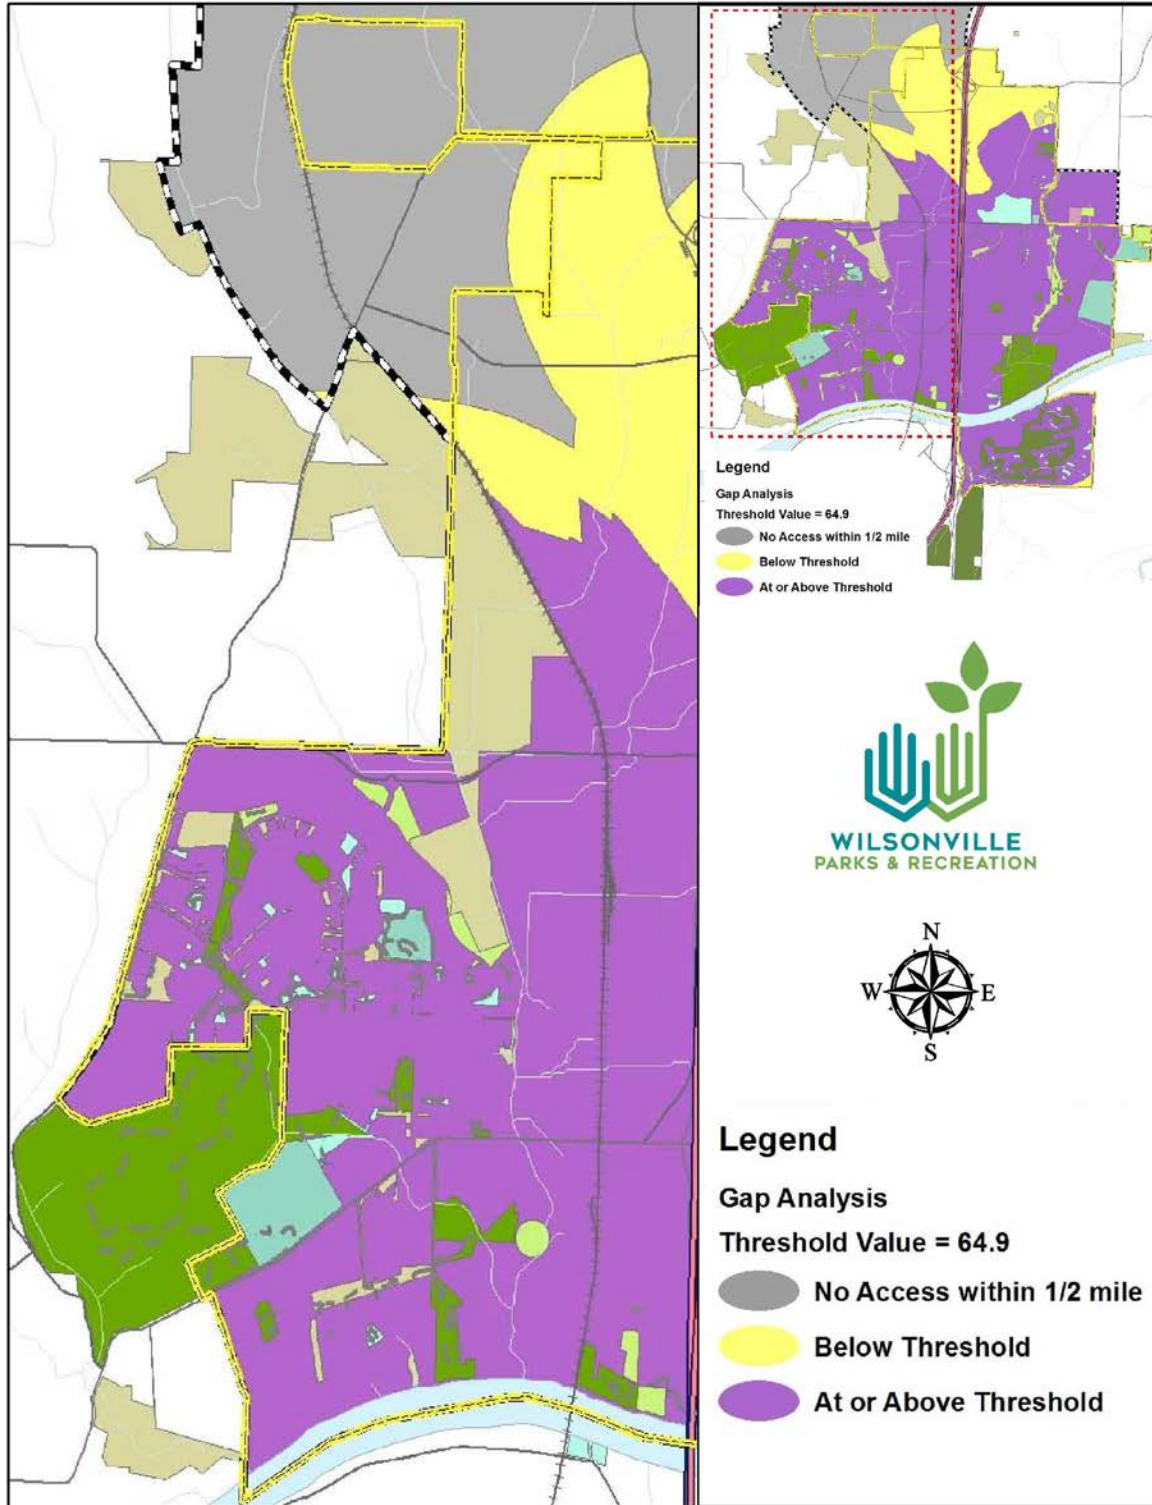 Legend
Gap Analysis
Threshold Value = 64.9
No Access within 1/2 mile
Below Threshold
At or Above Threshold
WILSONVILLE
PARKS & RECREATION
N
W
E
S
Legend
Gap Analysis
Threshold Value = 64.9
No Access within 1/2 mile
Below Threshold
At or Above Threshold